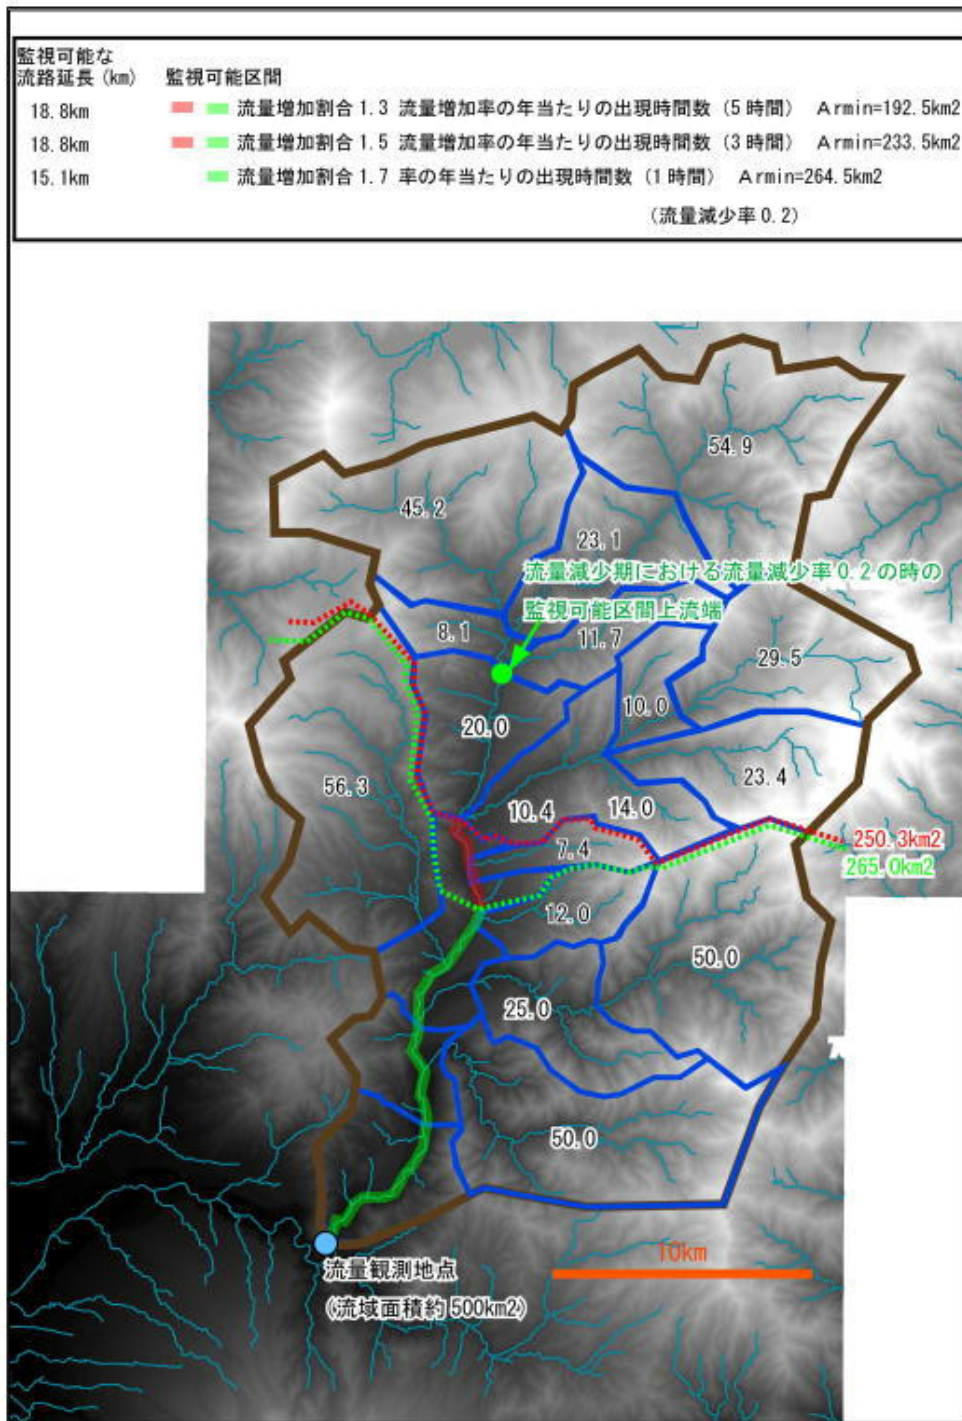 監視可能な
流路延長 (km) 監視可能区間
18.8km 流量増加割合 1.3 流量増加率の年当たりの出現時間数 (5 時間) Armin=192.5km2
18.8km 流量増加割合 1.5 流量増加率の年当たりの出現時間数 (3 時間) Armin=233.5km2
15.1km 流量増加割合 1.7 率の年当たりの出現時間数 (1 時間) Armin=264.5km2
(流量減少率 0.2)
54.9
45.2
23.1
流量減少期における流量減少率 0.2 の時の
監視可能区間上流端
8.1
11.7
29.5
10.0
20.0
23.4
56.3
10.4
14.0
250.3km2
7.4
265.0km2
12.0
50.0
25.0
50.0
10km
流量観測地点
(流域面積約 500km2)